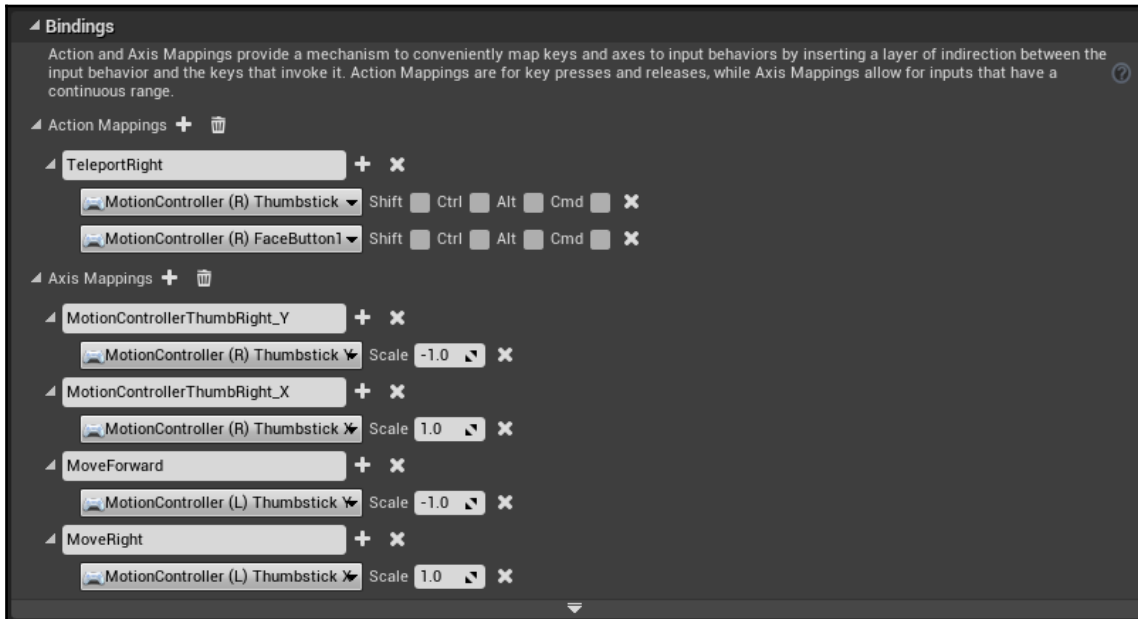 Bindings
Action and Axis Mappings provide a mechanism to conveniently map keys and axes to input behaviors by inserting a layer of indirection between the
input behavior and the keys that invoke it. Action Mappings are for key presses and releases, while Axis Mappings allow for inputs that have a
continuous range.
Action Mappings
TeleportRight
MotionController (R) Thumbstick Shift Ctrl Alt Cmd
MotionController (R) FaceButton1 Shift Ctrl Alt Cmd
Axis Mappings
MotionControllerThumbRight_Y
MotionController (R) Thumbstick Y Scale -1.0
MotionControllerThumbRight_X
MotionController (R) Thumbstick X Scale 1.0
MoveForward
MotionController (L) Thumbstick Y Scale -1.0
MoveRight
MotionController (L) Thumbstick X Scale 1.0